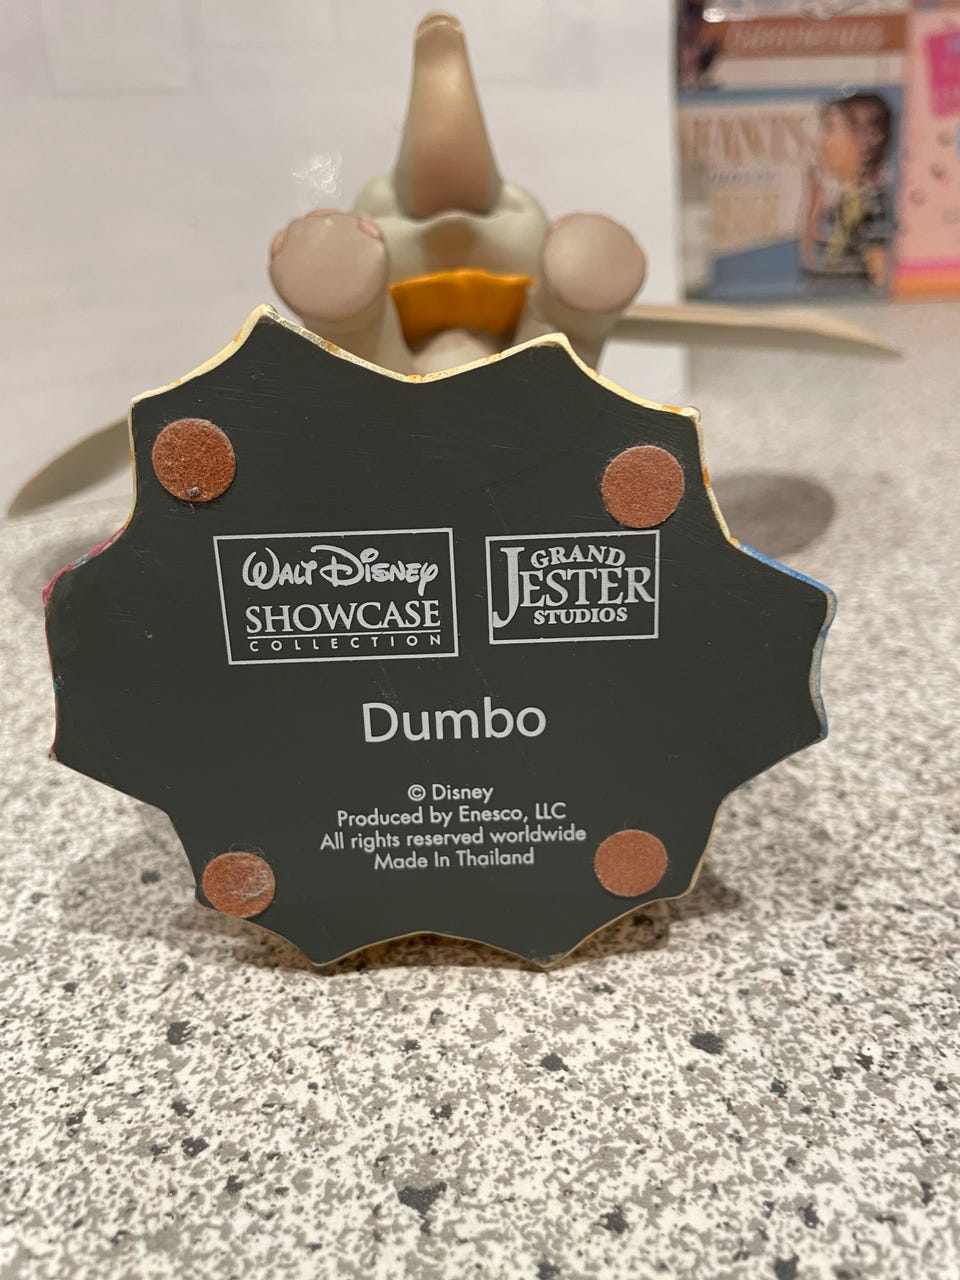 Walt Disney
SHOWCASE
COLLECTION
GRAND
JESTER
STUDIOS
Dumbo
© Disney
Produced by Enesco, LLC
All rights reserved worldwide
Made In Thailand